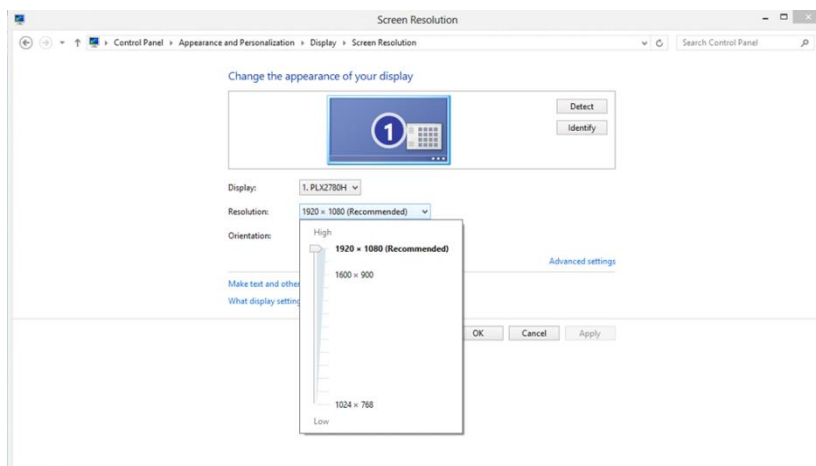 Screen Resolution
Control Panel Appearance and Personalization Display Screen Resolution
Search Control Panel
Change the appearance of your display
1
Detect
Identify
Display: 1. PLX2780H
Resolution: 1920 × 1080 (Recommended)
Orientation:
High
1920 × 1080 (Recommended)
1600 × 900
1024 × 768
Low
Advanced settings
Make text and other
What display setting
OK Cancel Apply